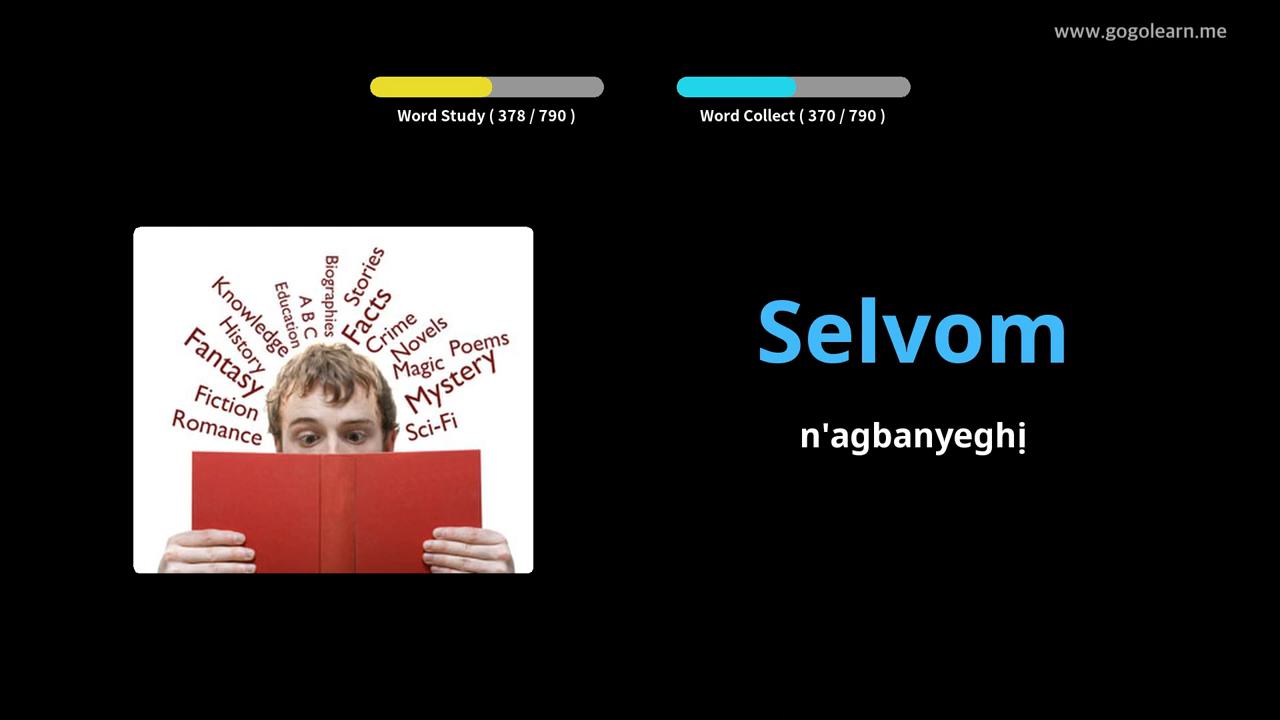 www.gogolearn.me
Word Study ( 378 / 790 )
Word Collect ( 370 / 790 )
Biographies
Stories
Education
A B C
Facts
Knowledge
Crime
History
Novels
Fantasy
Magic
Poems
Mystery
Fiction
Romance
Sci-Fi
Selvom
n'agbanyeghị